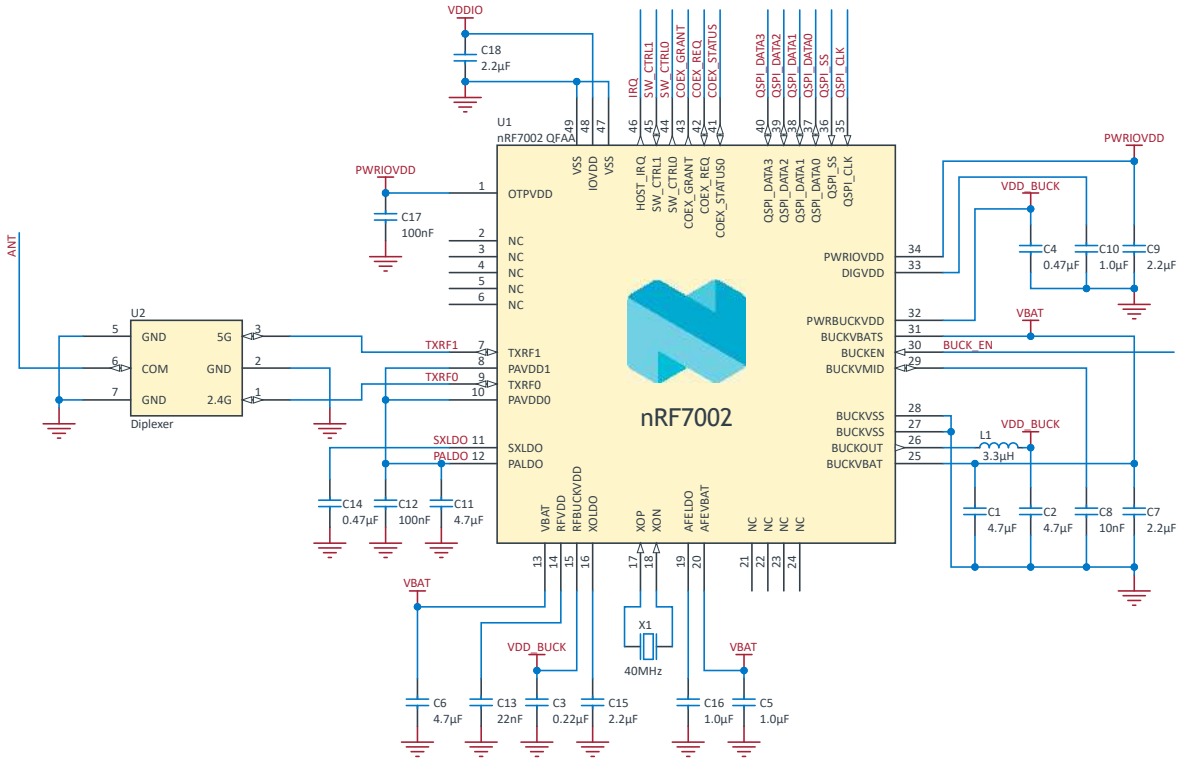 VDDIO
C18
2.2µF
IRQ
SW_CTRL1
SW_CTRL0
COEX_GRANT
COEX_REQ
COEX_STATUS
QSPI_DATA3
QSPI_DATA2
QSPI_DATA1
QSPI_DATA0
QSPI_SS
QSPI_CLK
U1
nRF7002 QFAA
49
48
47
46
45
44
43
42
41
40
39
38
37
36
35
VSS
IOVDD
VSS
HOST_IRQ
SW_CTRL1
SW_CTRL0
COEX_GRANT
COEX_REQ
COEX_STATUS0
QSPI_DATA3
QSPI_DATA2
QSPI_DATA1
QSPI_DATA0
QSPI_SS
QSPI_CLK
PWRIOVDD
C17
100nF
1 OTPVDD
2 NC
3 NC
4 NC
5 NC
6 NC
7 TXRF1
8 PAVDD1
9 TXRF0
10 PAVDD0
11 SXLDO
12 PALDO
TXRF1
TXRF0
SXLDO
PALDO
ANT
U2
5 GND
6 COM
7 GND
5G 3
GND 2
2.4G 1
Diplexer
C14
0.47µF
C12
100nF
C11
4.7µF
nRF7002
PWRIOVDD
VDD_BUCK
C4
0.47µF
C10
1.0µF
C9
2.2µF
PWRIOVDD 34
DIGVDD 33
PWRBUCKVDD 32
BUCKVBATS 31
BUCKEN 30
BUCKVMID 29
BUCKVSS 28
BUCKVSS 27
BUCKOUT 26
BUCKVBAT 25
VBAT
BUCK_EN
VDD_BUCK
L1
3.3µH
C1
4.7µF
C2
4.7µF
C8
10nF
C7
2.2µF
VBAT
RFVDD
RFBUCKVDD
XOLDO
XOP
XON
AFELDO
AFEVBAT
NC
NC
NC
NC
13
14
15
16
17
18
19
20
21
22
23
24
VBAT
VDD_BUCK
X1
40MHz
VBAT
C6
4.7µF
C13
22nF
C3
0.22µF
C15
2.2µF
C16
1.0µF
C5
1.0µF